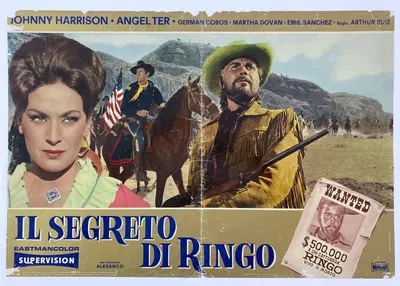 JOHNNY HARRISON · ANGEL TER · GERMAN COBOS · MARTHA DOVAN · EMIL SANCHEZ · Regia: ARTHUR RUIZ
IL SEGRETO
DI RINGO
EASTMANCOLOR
SUPERVISION
ALESANCO
WANTED
$500.000
RINGO